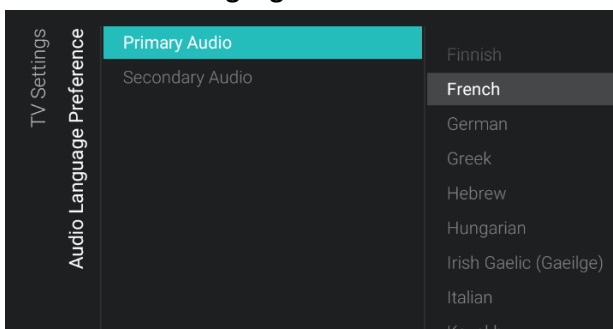 TV Settings
Audio Language Preference
Primary Audio
Secondary Audio
Finnish
French
German
Greek
Hebrew
Hungarian
Irish Gaelic (Gaeilge)
Italian